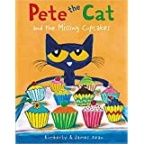 Pete the Cat
and the Missing Cupcakes
Kimberly & James Dean